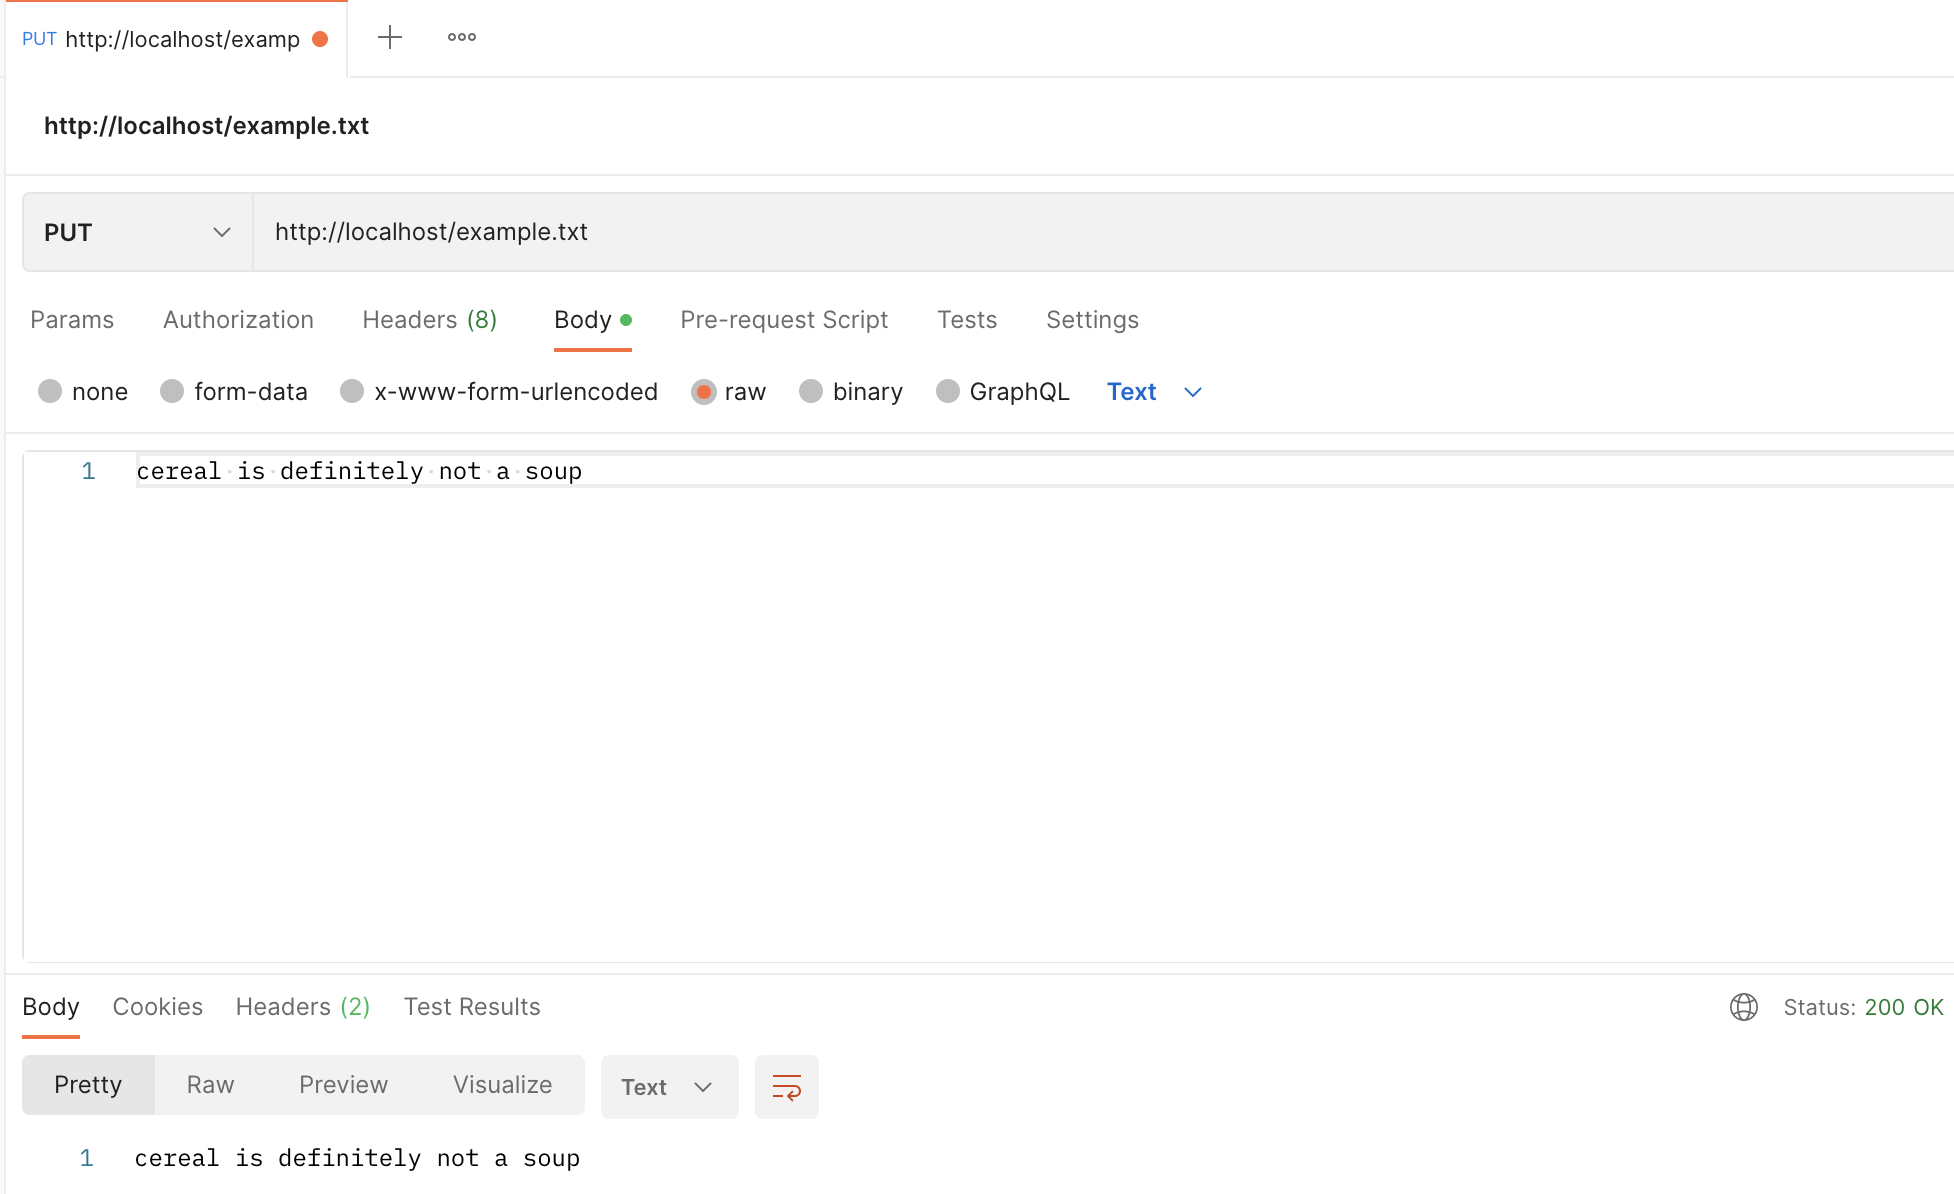 PUT http://localhost/examp
http://localhost/example.txt
PUT http://localhost/example.txt
Params Authorization Headers (8) Body Pre-request Script Tests Settings
none form-data x-www-form-urlencoded raw binary GraphQL Text
1 cereal is definitely not a soup
Body Cookies Headers (2) Test Results Status: 200 OK
Pretty Raw Preview Visualize Text
1 cereal is definitely not a soup